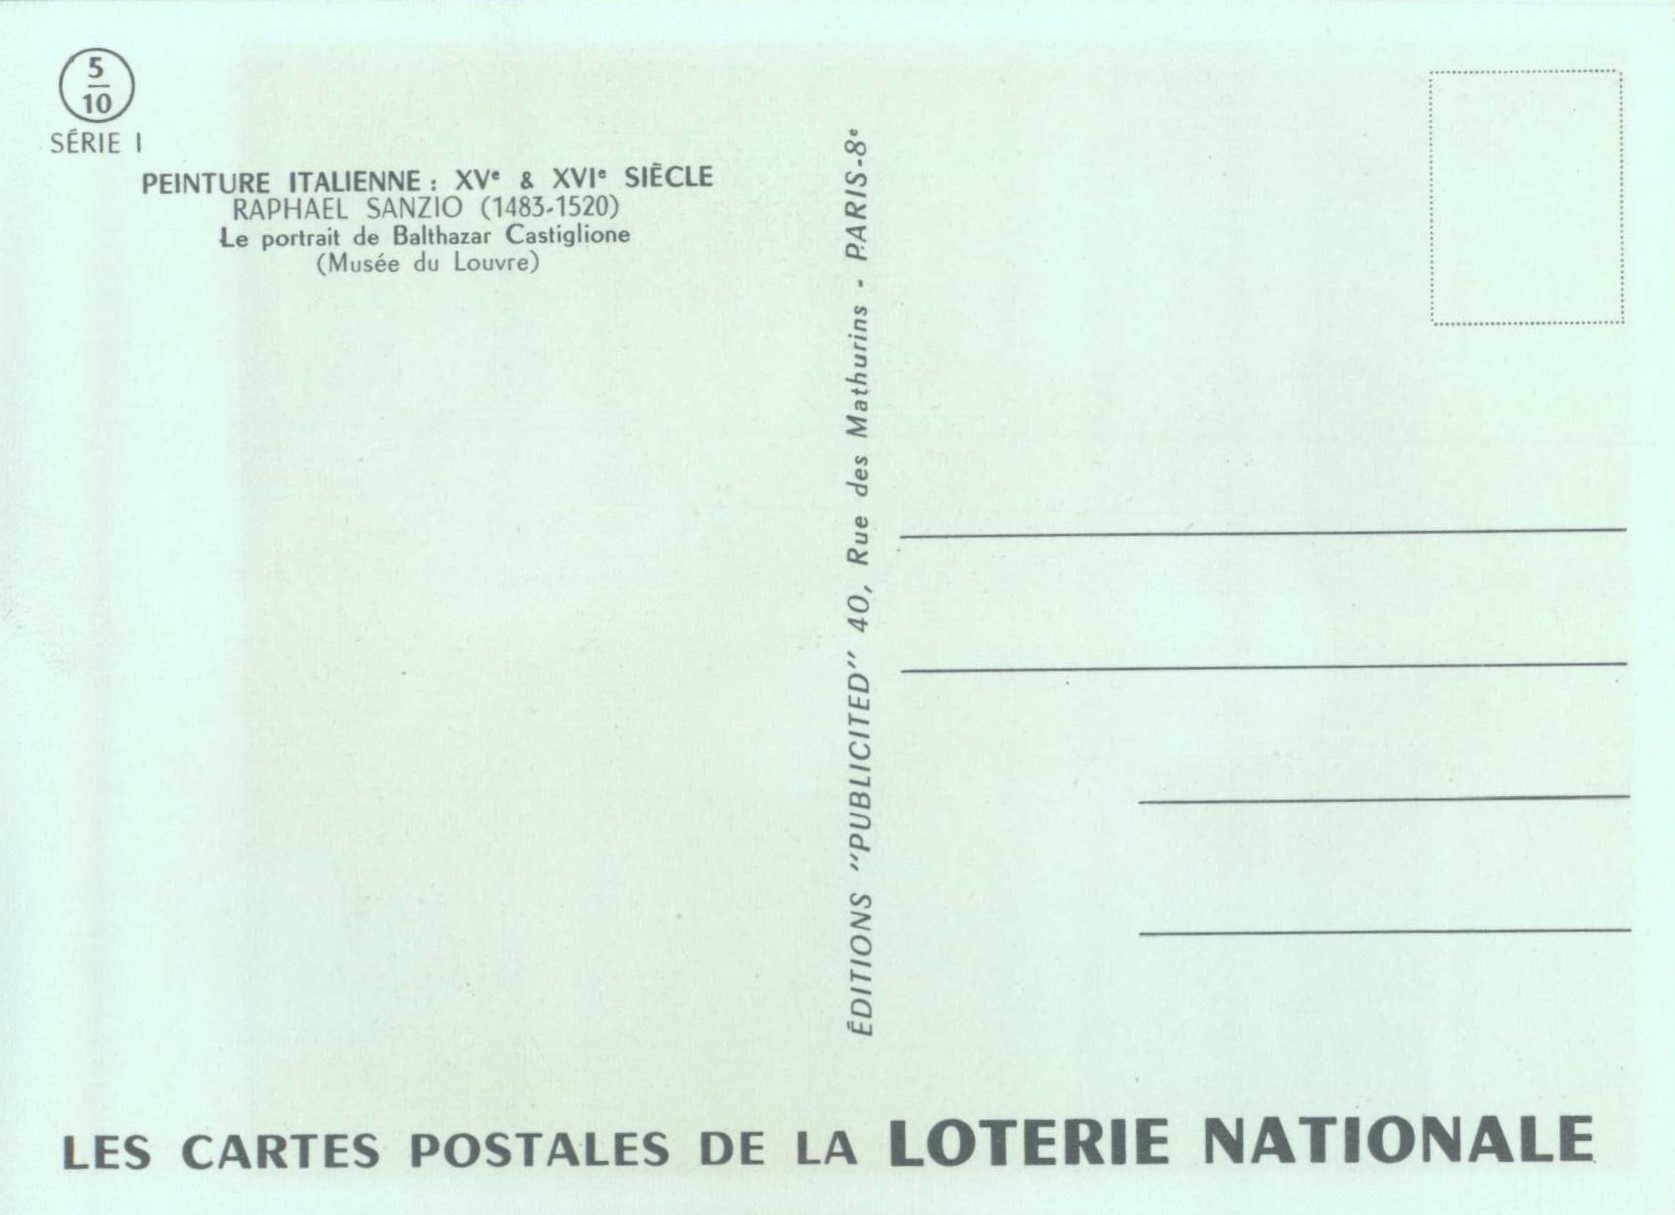 5
10
SÉRIE I
PEINTURE ITALIENNE : XVe & XVIe SIÈCLE
RAPHAEL SANZIO (1483-1520)
Le portrait de Balthazar Castiglione
(Musée du Louvre)
ÉDITIONS "PUBLICITED" 40, Rue des Mathurins - PARIS-8e
LES CARTES POSTALES DE LA LOTERIE NATIONALE